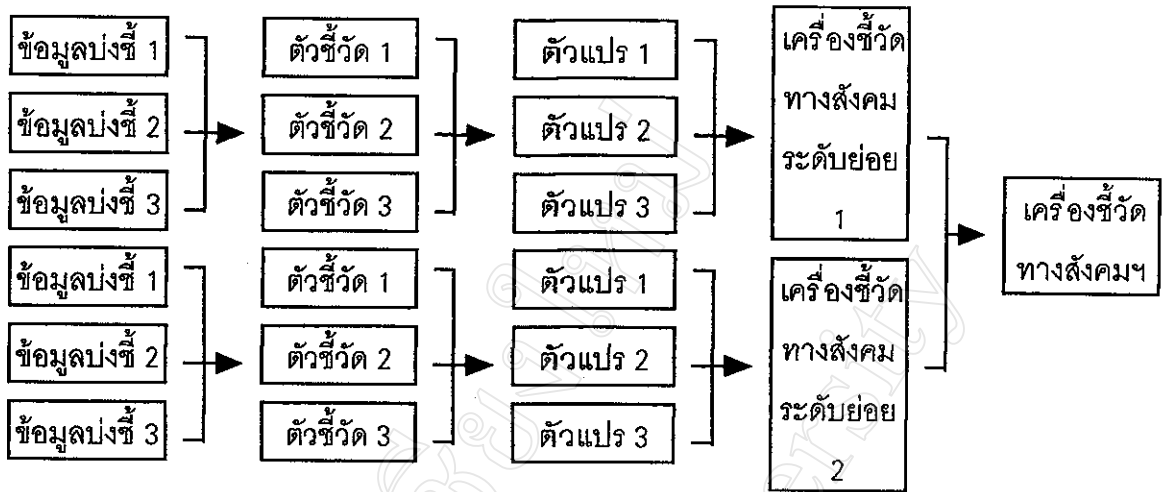 ข้อมูลบ่งชี้ 1
ข้อมูลบ่งชี้ 2
ข้อมูลบ่งชี้ 3
ตัวชี้วัด 1
ตัวชี้วัด 2
ตัวชี้วัด 3
ตัวแปร 1
ตัวแปร 2
ตัวแปร 3
เครื่องชี้วัด
ทางสังคม
ระดับย่อย
1
ข้อมูลบ่งชี้ 1
ข้อมูลบ่งชี้ 2
ข้อมูลบ่งชี้ 3
ตัวชี้วัด 1
ตัวชี้วัด 2
ตัวชี้วัด 3
ตัวแปร 1
ตัวแปร 2
ตัวแปร 3
เครื่องชี้วัด
ทางสังคม
ระดับย่อย
2
เครื่องชี้วัด
ทางสังคมฯ